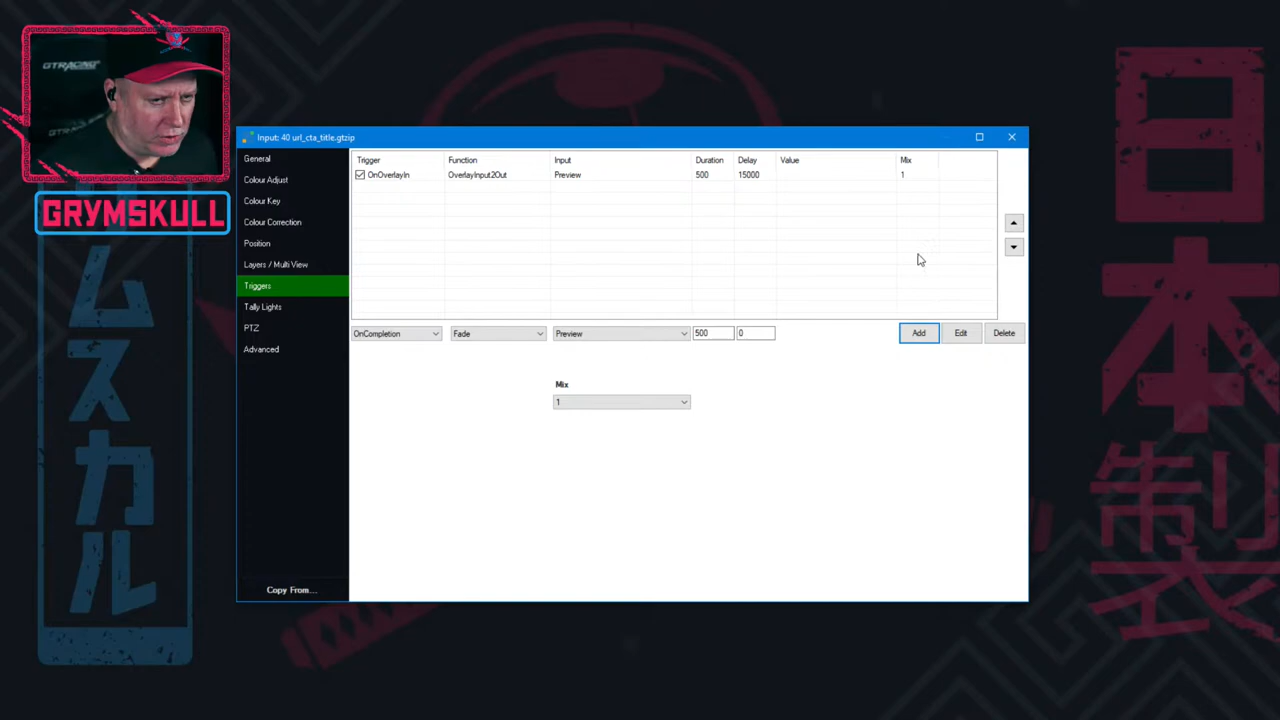 GTRACING
GTRACING
GRYMSKULL
ムスカル
日本製
Input: 40 url_cta_title.gtzip
General
Colour Adjust
Colour Key
Colour Correction
Position
Layers / Multi View
Triggers
Tally Lights
PTZ
Advanced
Copy From...
Trigger Function Input Duration Delay Value Mix
OnOverlayIn OverlayInput2Out Preview 500 15000 1
OnCompletion Fade Preview 500 0 Add Edit Delete
Mix
1